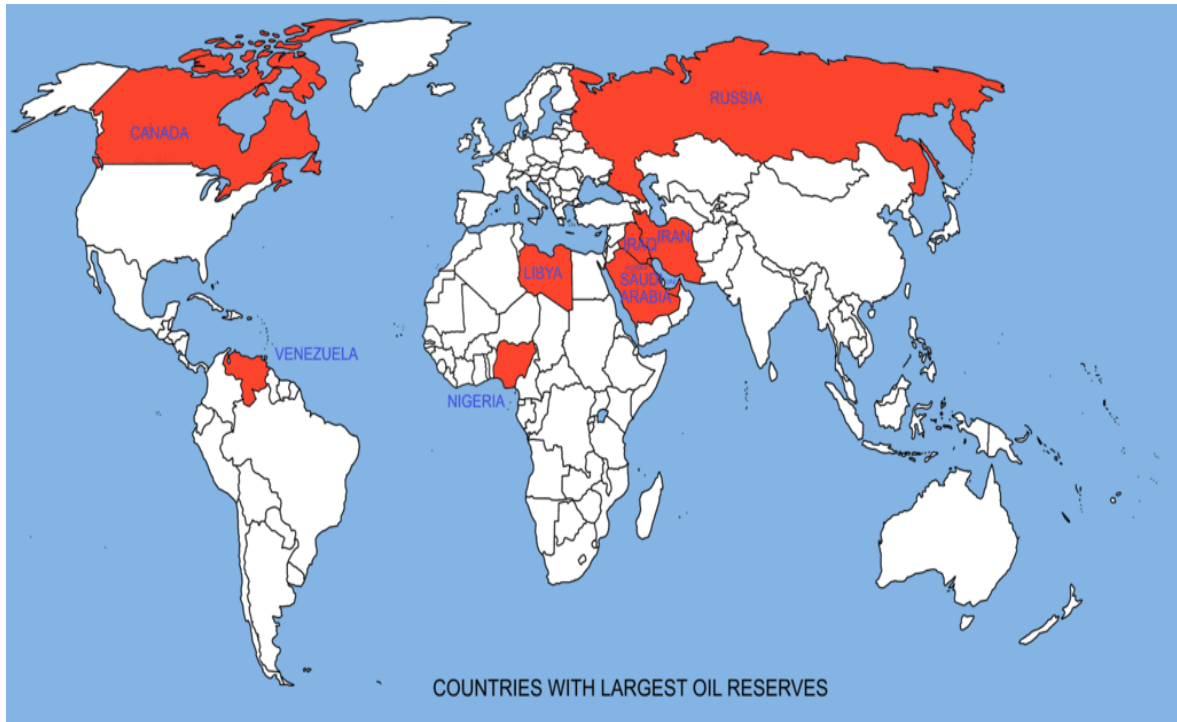 RUSSIA
CANADA
IRAQ
IRAN
LIBYA
SAUDI
ARABIA
VENEZUELA
NIGERIA
COUNTRIES WITH LARGEST OIL RESERVES